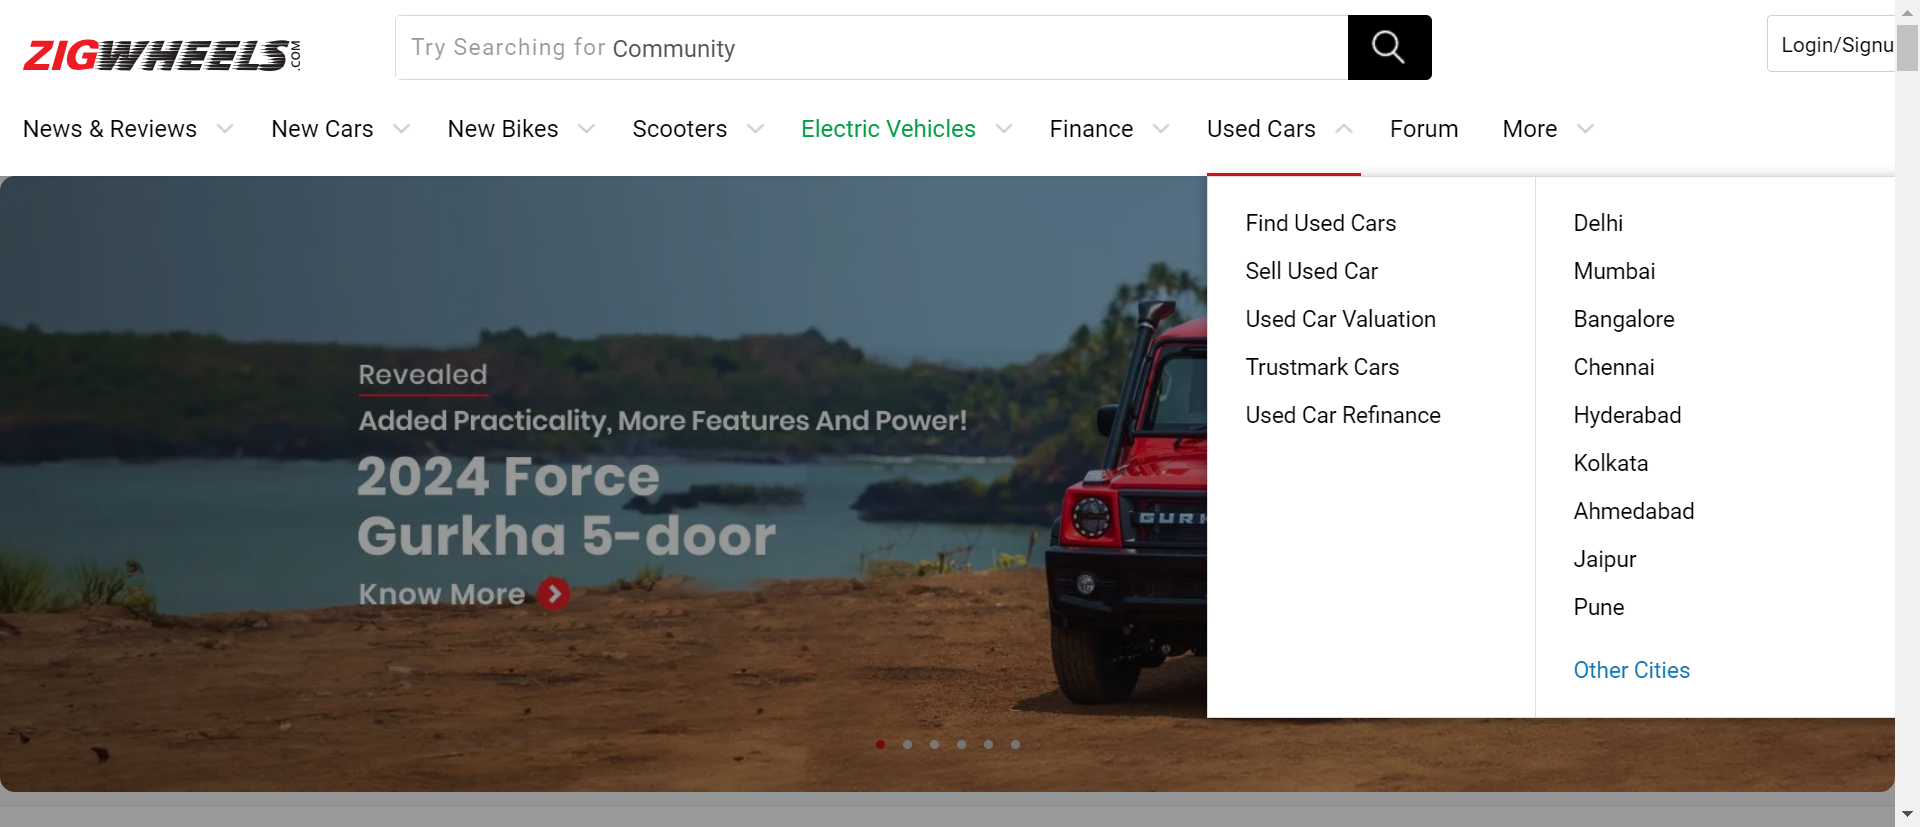 ZIGWHEELS.COM
Try Searching for Community
Login/Signu
News & Reviews
New Cars
New Bikes
Scooters
Electric Vehicles
Finance
Used Cars
Forum
More
Find Used Cars
Sell Used Car
Used Car Valuation
Trustmark Cars
Used Car Refinance
Delhi
Mumbai
Bangalore
Chennai
Hyderabad
Kolkata
Ahmedabad
Jaipur
Pune
Other Cities
Revealed
Added Practicality, More Features And Power!
2024 Force
Gurkha 5-door
Know More
GURK